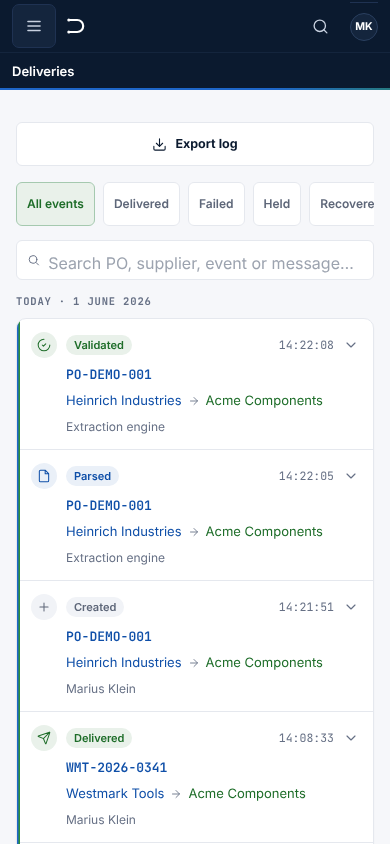 MK
Deliveries
Export log
All events
Delivered
Failed
Held
Recovere
Search PO, supplier, event or message...
TODAY · 1 JUNE 2026
Validated
14:22:08
PO-DEMO-001
Heinrich Industries → Acme Components
Extraction engine
Parsed
14:22:05
PO-DEMO-001
Heinrich Industries → Acme Components
Extraction engine
Created
14:21:51
PO-DEMO-001
Heinrich Industries → Acme Components
Marius Klein
Delivered
14:08:33
WMT-2026-0341
Westmark Tools → Acme Components
Marius Klein